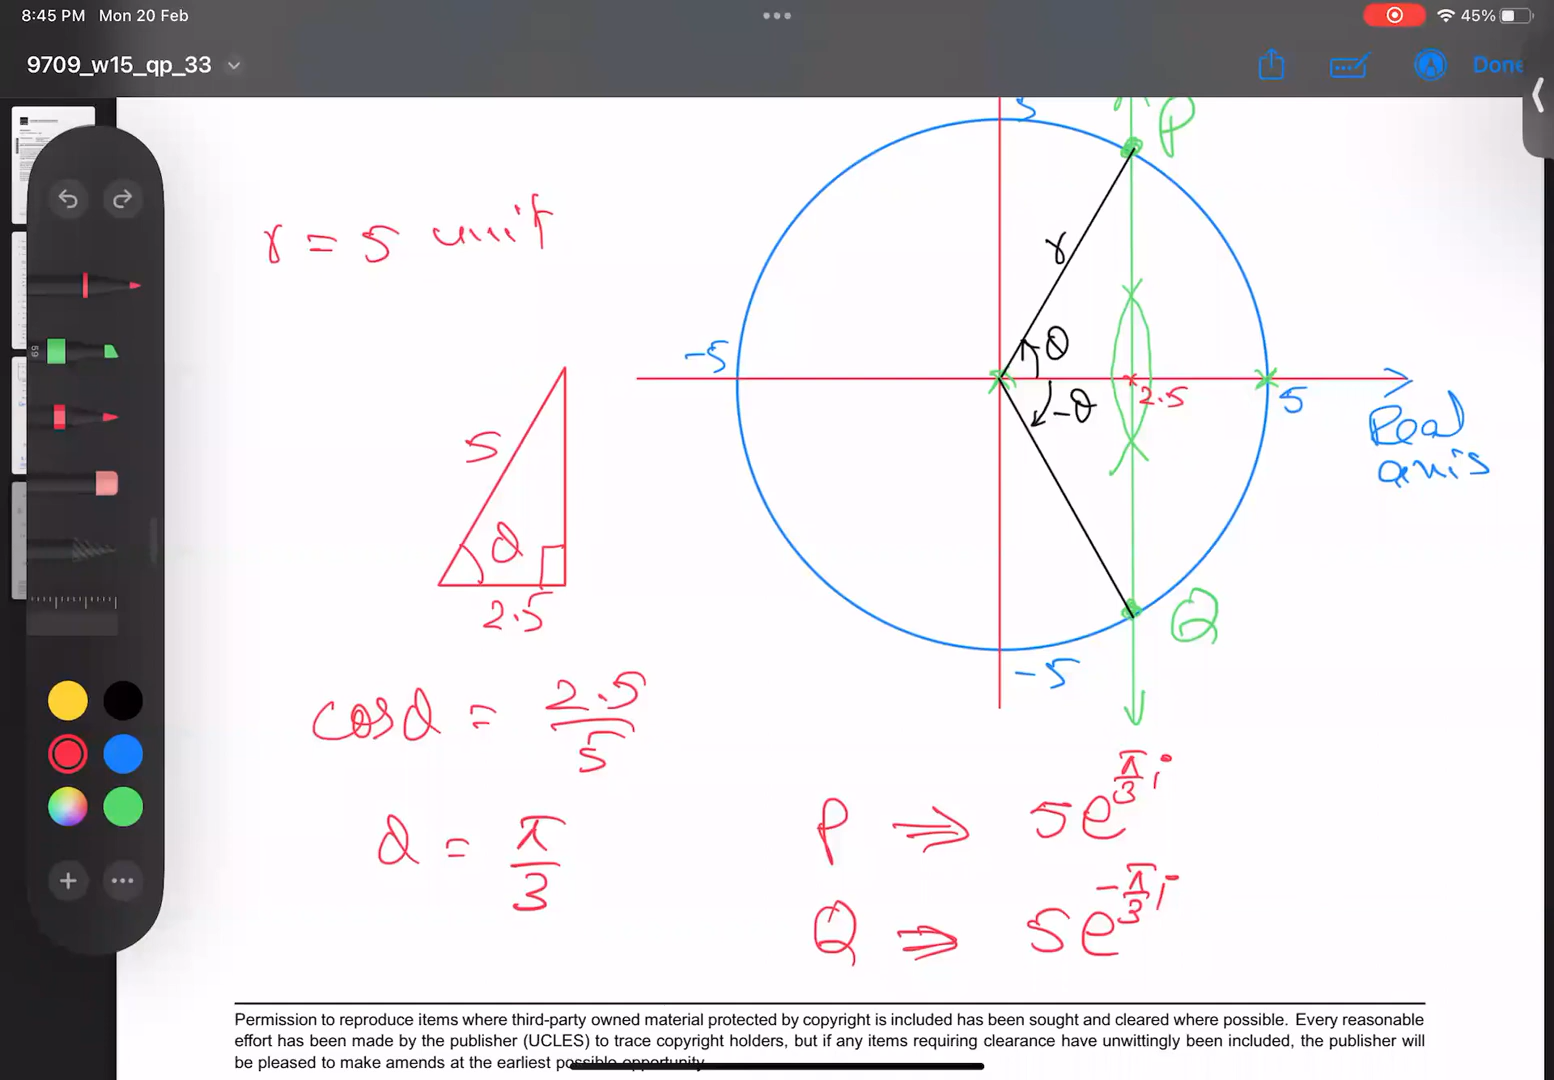 8:45 PM Mon 20 Feb
45%
9709_w15_qp_33
Done
5
P
r = 5 unit
r
θ
-5
2.5
5
-θ
Real
axis
5
θ
2.5
Q
-5
cosθ = 2.5/5
θ = π/3
P ⇒ 5e^(π/3 i)
Q ⇒ 5e^(-π/3 i)
Permission to reproduce items where third-party owned material protected by copyright is included has been sought and cleared where possible. Every reasonable
effort has been made by the publisher (UCLES) to trace copyright holders, but if any items requiring clearance have unwittingly been included, the publisher will
be pleased to make amends at the earliest possible opportunity.